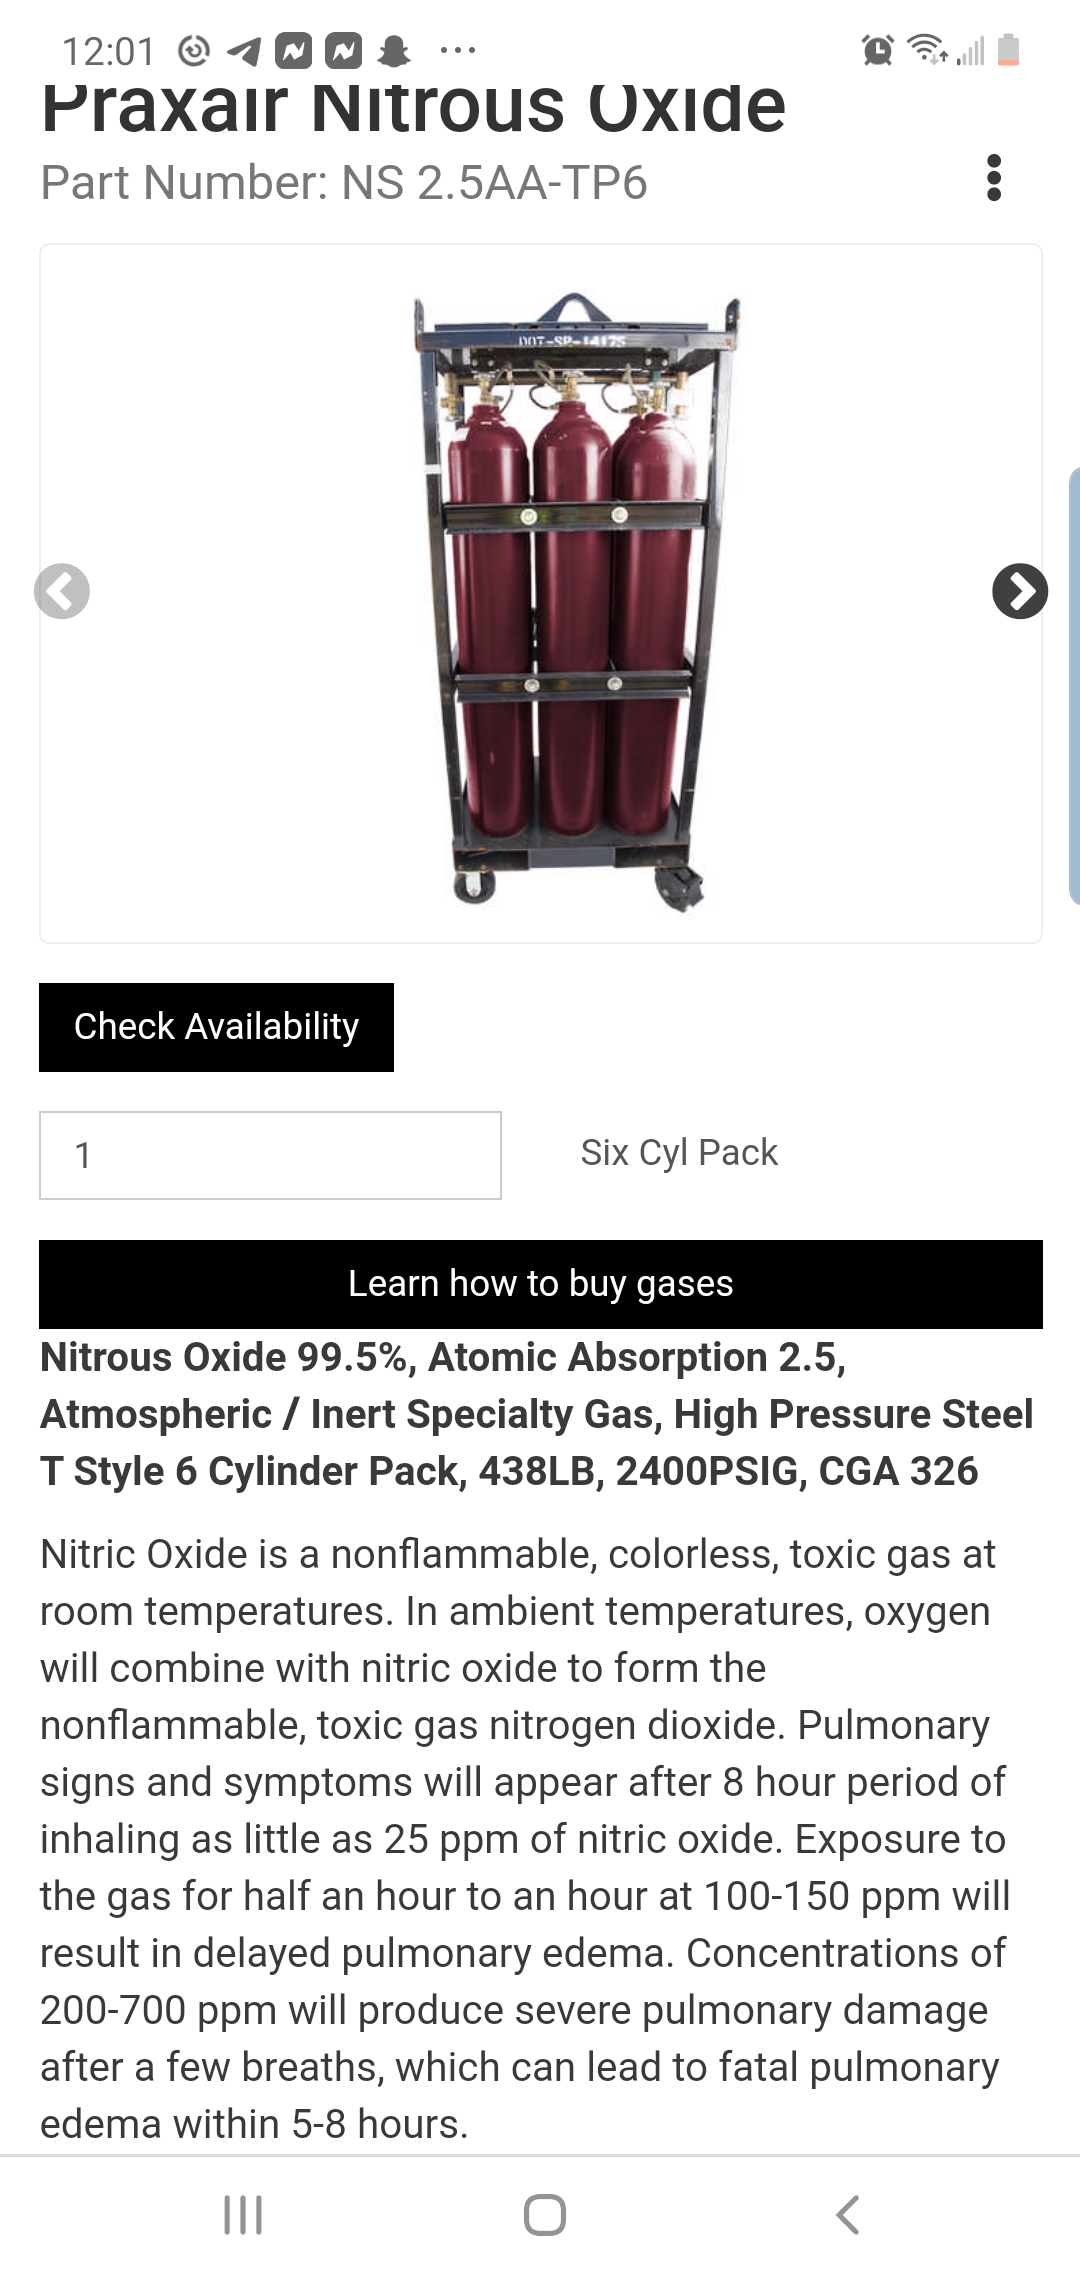 12:01
Praxair Nitrous Oxide
Part Number: NS 2.5AA-TP6
DOT-SP-14175
Check Availability
1
Six Cyl Pack
Learn how to buy gases
Nitrous Oxide 99.5%, Atomic Absorption 2.5,
Atmospheric / Inert Specialty Gas, High Pressure Steel
T Style 6 Cylinder Pack, 438LB, 2400PSIG, CGA 326
Nitric Oxide is a nonflammable, colorless, toxic gas at
room temperatures. In ambient temperatures, oxygen
will combine with nitric oxide to form the
nonflammable, toxic gas nitrogen dioxide. Pulmonary
signs and symptoms will appear after 8 hour period of
inhaling as little as 25 ppm of nitric oxide. Exposure to
the gas for half an hour to an hour at 100-150 ppm will
result in delayed pulmonary edema. Concentrations of
200-700 ppm will produce severe pulmonary damage
after a few breaths, which can lead to fatal pulmonary
edema within 5-8 hours.